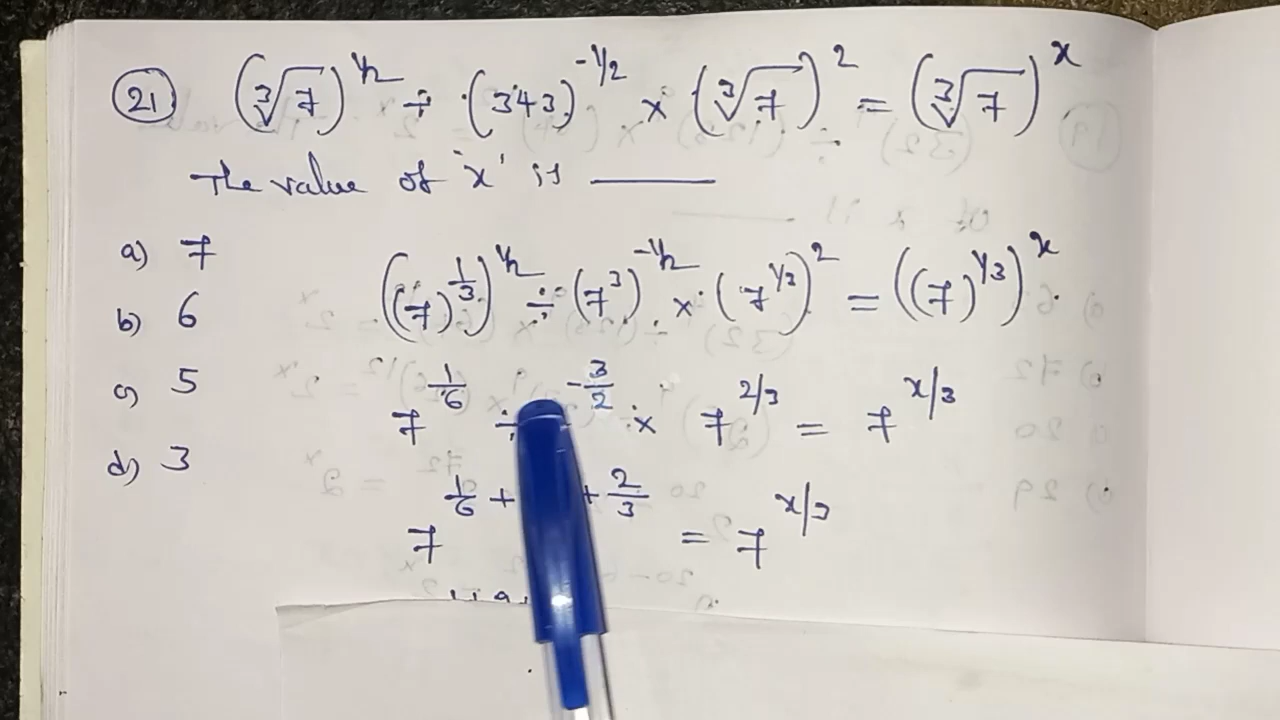 (21) (∛7)^1/2 ÷ (343)^-1/2 × (∛7)^2 = (∛7)^x
The value of 'x' is ______
a) 7
b) 6
c) 5
d) 3
((7)^1/3)^1/2 ÷ (7^3)^-1/2 × (7^1/3)^2 = ((7)^1/3)^x
7^1/6 ÷ ^-3/2 × 7^2/3 = 7^x/3
7^1/6 + + 2/3 = 7^x/3